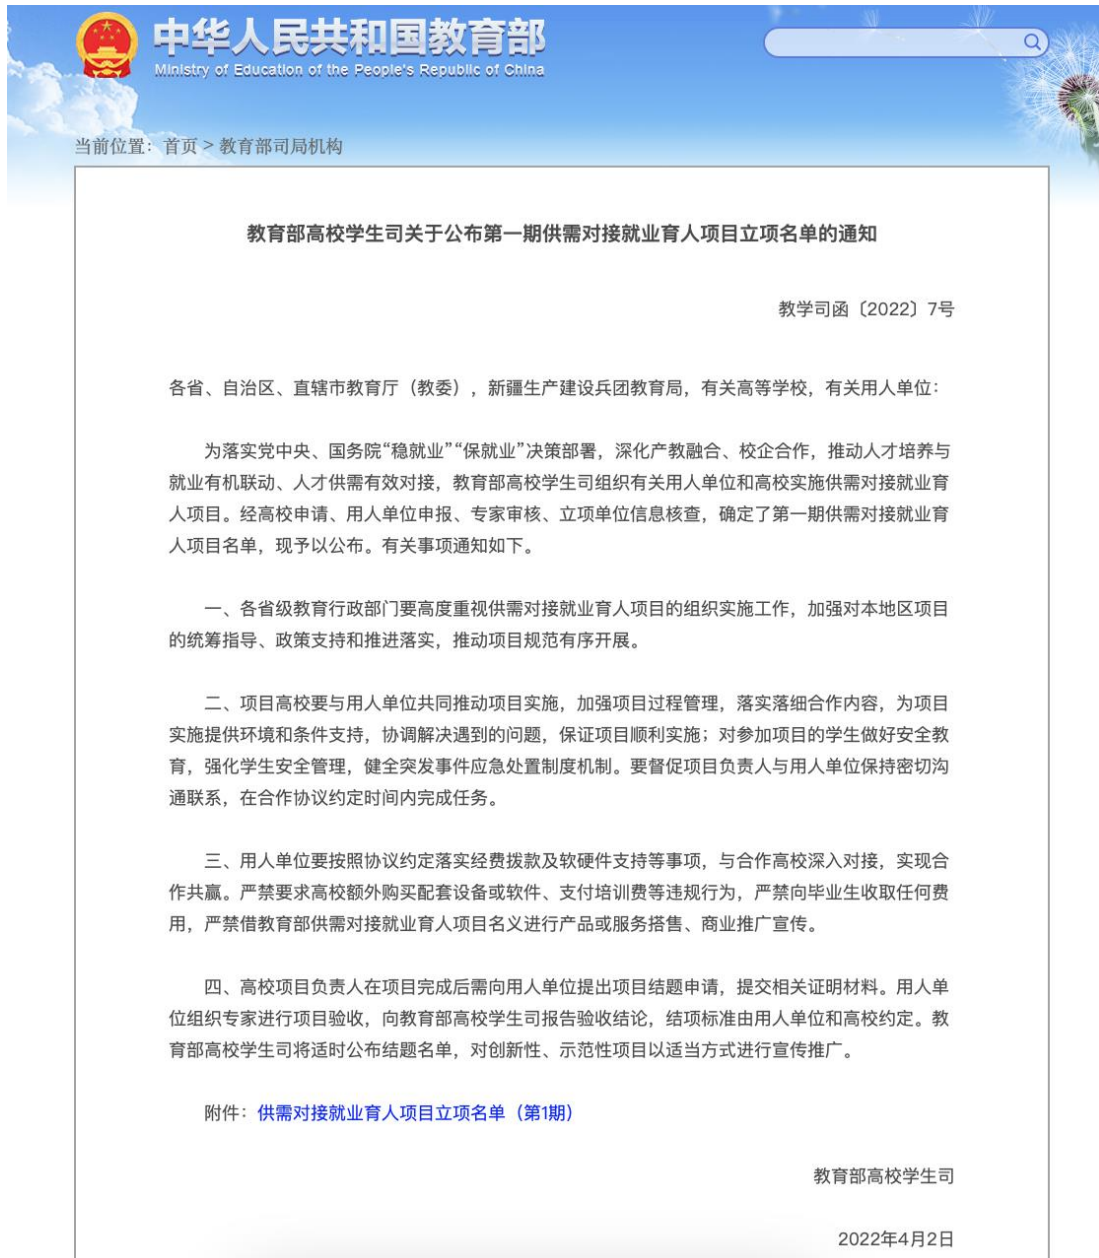 中华人民共和国教育部
Ministry of Education of the People's Republic of China
当前位置：首页 > 教育部司局机构
教育部高校学生司关于公布第一期供需对接就业育人项目立项名单的通知
教学司函〔2022〕7号
各省、自治区、直辖市教育厅（教委），新疆生产建设兵团教育局，有关高等学校，有关用人单位：
为落实党中央、国务院“稳就业”“保就业”决策部署，深化产教融合、校企合作，推动人才培养与
就业有机联动、人才供需有效对接，教育部高校学生司组织有关用人单位和高校实施供需对接就业育
人项目。经高校申请、用人单位申报、专家审核、立项单位信息核查，确定了第一期供需对接就业育
人项目名单，现予以公布。有关事项通知如下。
一、各省级教育行政部门要高度重视供需对接就业育人项目的组织实施工作，加强对本地区项目
的统筹指导、政策支持和推进落实，推动项目规范有序开展。
二、项目高校要与用人单位共同推动项目实施，加强项目过程管理，落实落细合作内容，为项目
实施提供环境和条件支持，协调解决遇到的问题，保证项目顺利实施；对参加项目的学生做好安全教
育，强化学生安全管理，健全突发事件应急处置制度机制。要督促项目负责人与用人单位保持密切沟
通联系，在合作协议约定时间内完成任务。
三、用人单位要按照协议约定落实经费拨款及软硬件支持等事项，与合作高校深入对接，实现合
作共赢。严禁要求高校额外购买配套设备或软件、支付培训费等违规行为，严禁向毕业生收取任何费
用，严禁借教育部供需对接就业育人项目名义进行产品或服务搭售、商业推广宣传。
四、高校项目负责人在项目完成后需向用人单位提出项目结题申请，提交相关证明材料。用人单
位组织专家进行项目验收，向教育部高校学生司报告验收结论，结项标准由用人单位和高校约定。教
育部高校学生司将适时公布结题名单，对创新性、示范性项目以适当方式进行宣传推广。
附件：供需对接就业育人项目立项名单（第1期）
教育部高校学生司
2022年4月2日